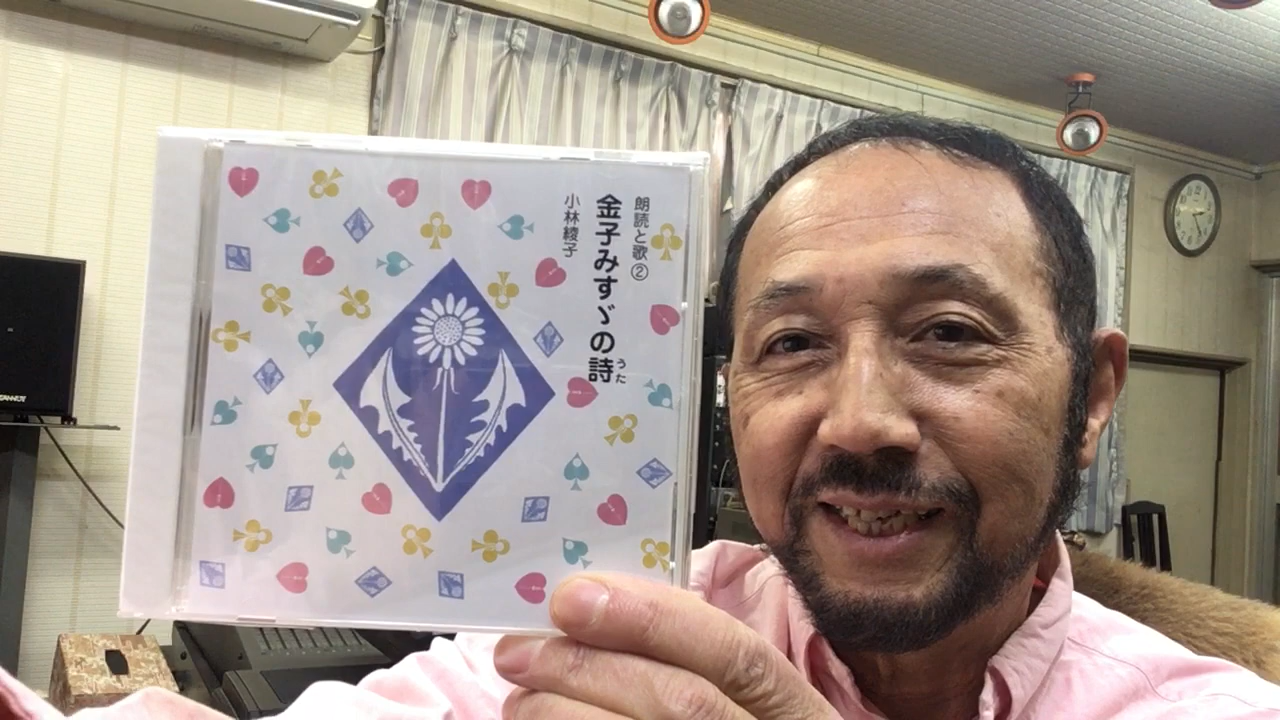 朗読と歌②
金子みすゞの詩
うた
小林綾子